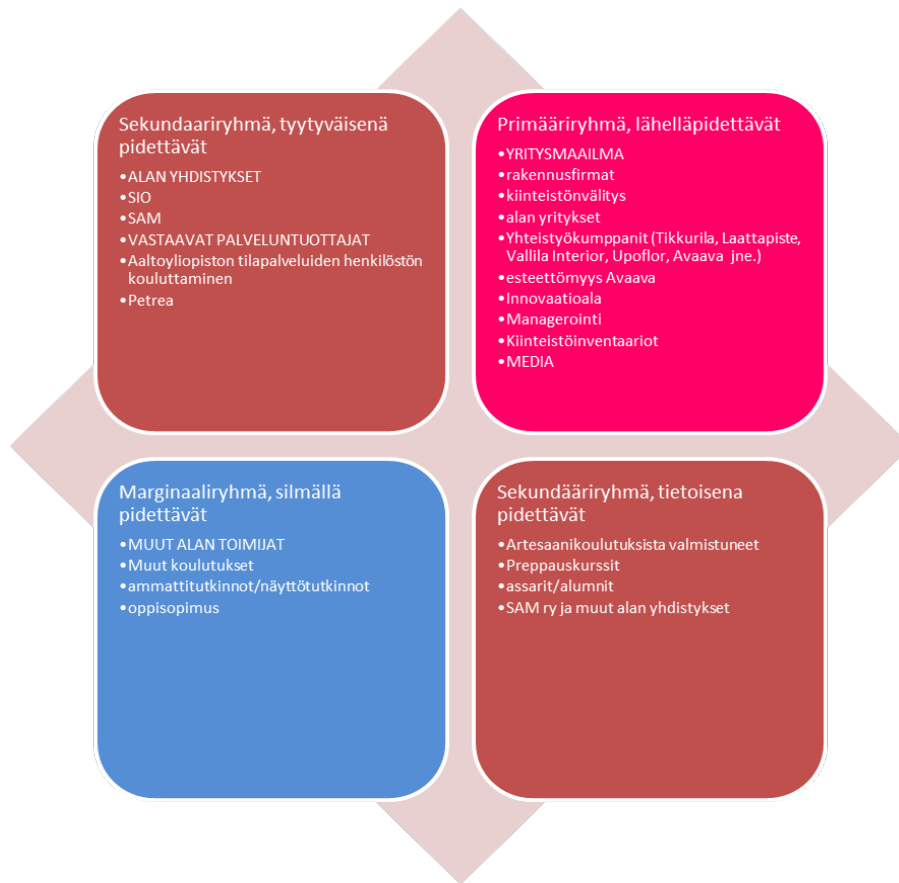 Sekundaariryhmä, tyytyväisenä
pidettävät
•ALAN YHDISTYKSET
•SIO
•SAM
•VASTAAVAT PALVELUNTUOTTAJAT
•Aaltoyliopiston tilapalveluiden henkilöstön
kouluttaminen
•Petrea
Primääriryhmä, lähelläpidettävät
•YRITYSMAAILMA
•rakennusfirmat
•kiinteistönvälitys
•alan yritykset
•Yhteistyökumppanit (Tikkurila, Laattapiste,
Vallila Interior, Upoflor, Avaava jne.)
•esteettömyys Avaava
•Innovaatioala
•Managerointi
•Kiinteistöinventaariot
•MEDIA
Marginaaliryhmä, silmällä
pidettävät
•MUUT ALAN TOIMIJAT
•Muut koulutukset
•ammattitutkinnot/näyttötutkinnot
•oppisopimus
Sekundääriryhmä, tietoisena
pidettävät
•Artesaanikoulutuksista valmistuneet
•Preppauskurssit
•assarit/alumnit
•SAM ry ja muut alan yhdistykset